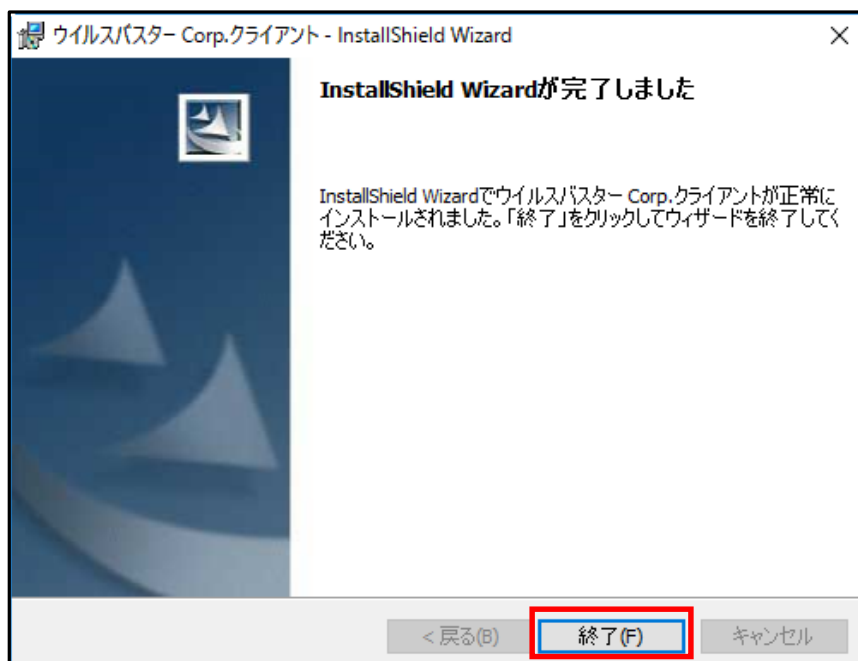 ウイルスバスター Corp.クライアント - InstallShield Wizard
InstallShield Wizardが完了しました
InstallShield Wizardでウイルスバスター Corp.クライアントが正常に
インストールされました。「終了」をクリックしてウィザードを終了してく
ださい。
< 戻る(B)
終了(F)
キャンセル